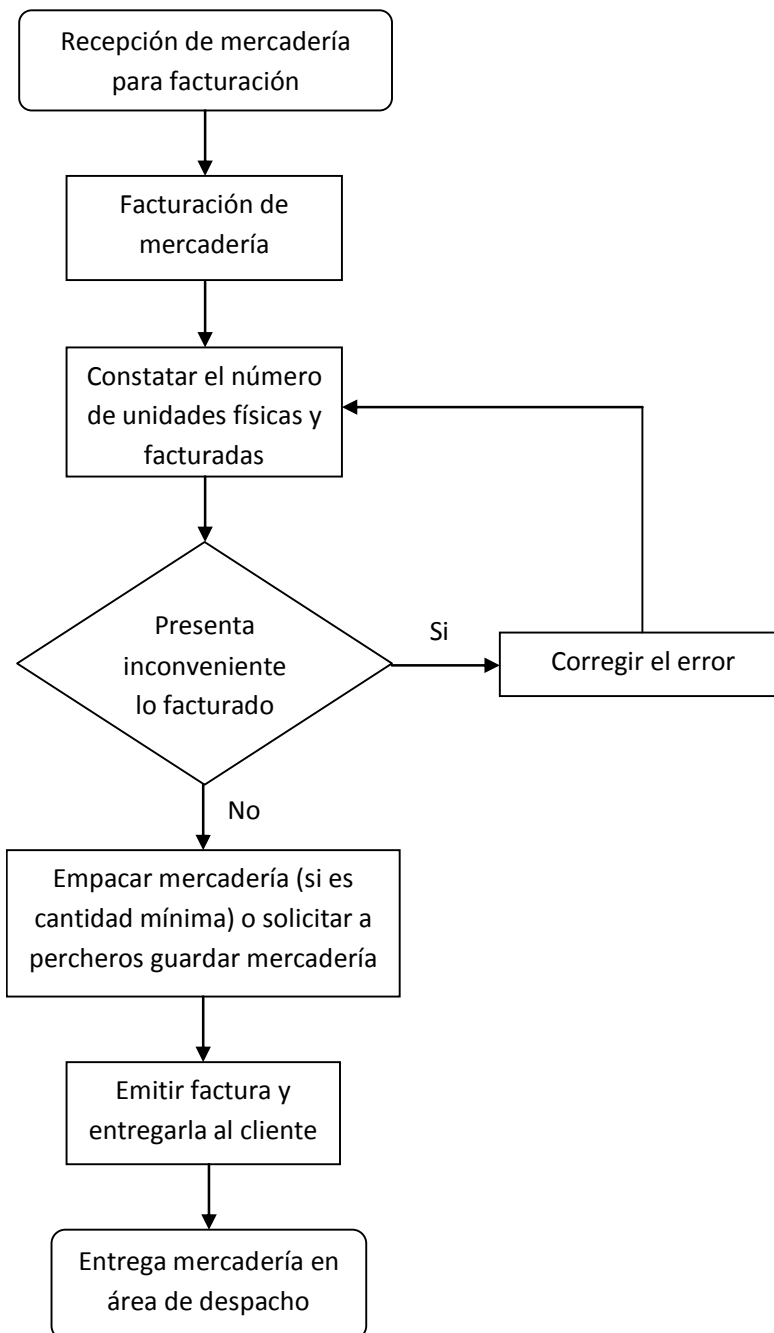 Recepción de mercadería
para facturación
Facturación de
mercadería
Constatar el número
de unidades físicas y
facturadas
Presenta
inconveniente
lo facturado
Si
Corregir el error
No
Empacar mercadería (si es
cantidad mínima) o solicitar a
percheros guardar mercadería
Emitir factura y
entregarla al cliente
Entrega mercadería en
área de despacho